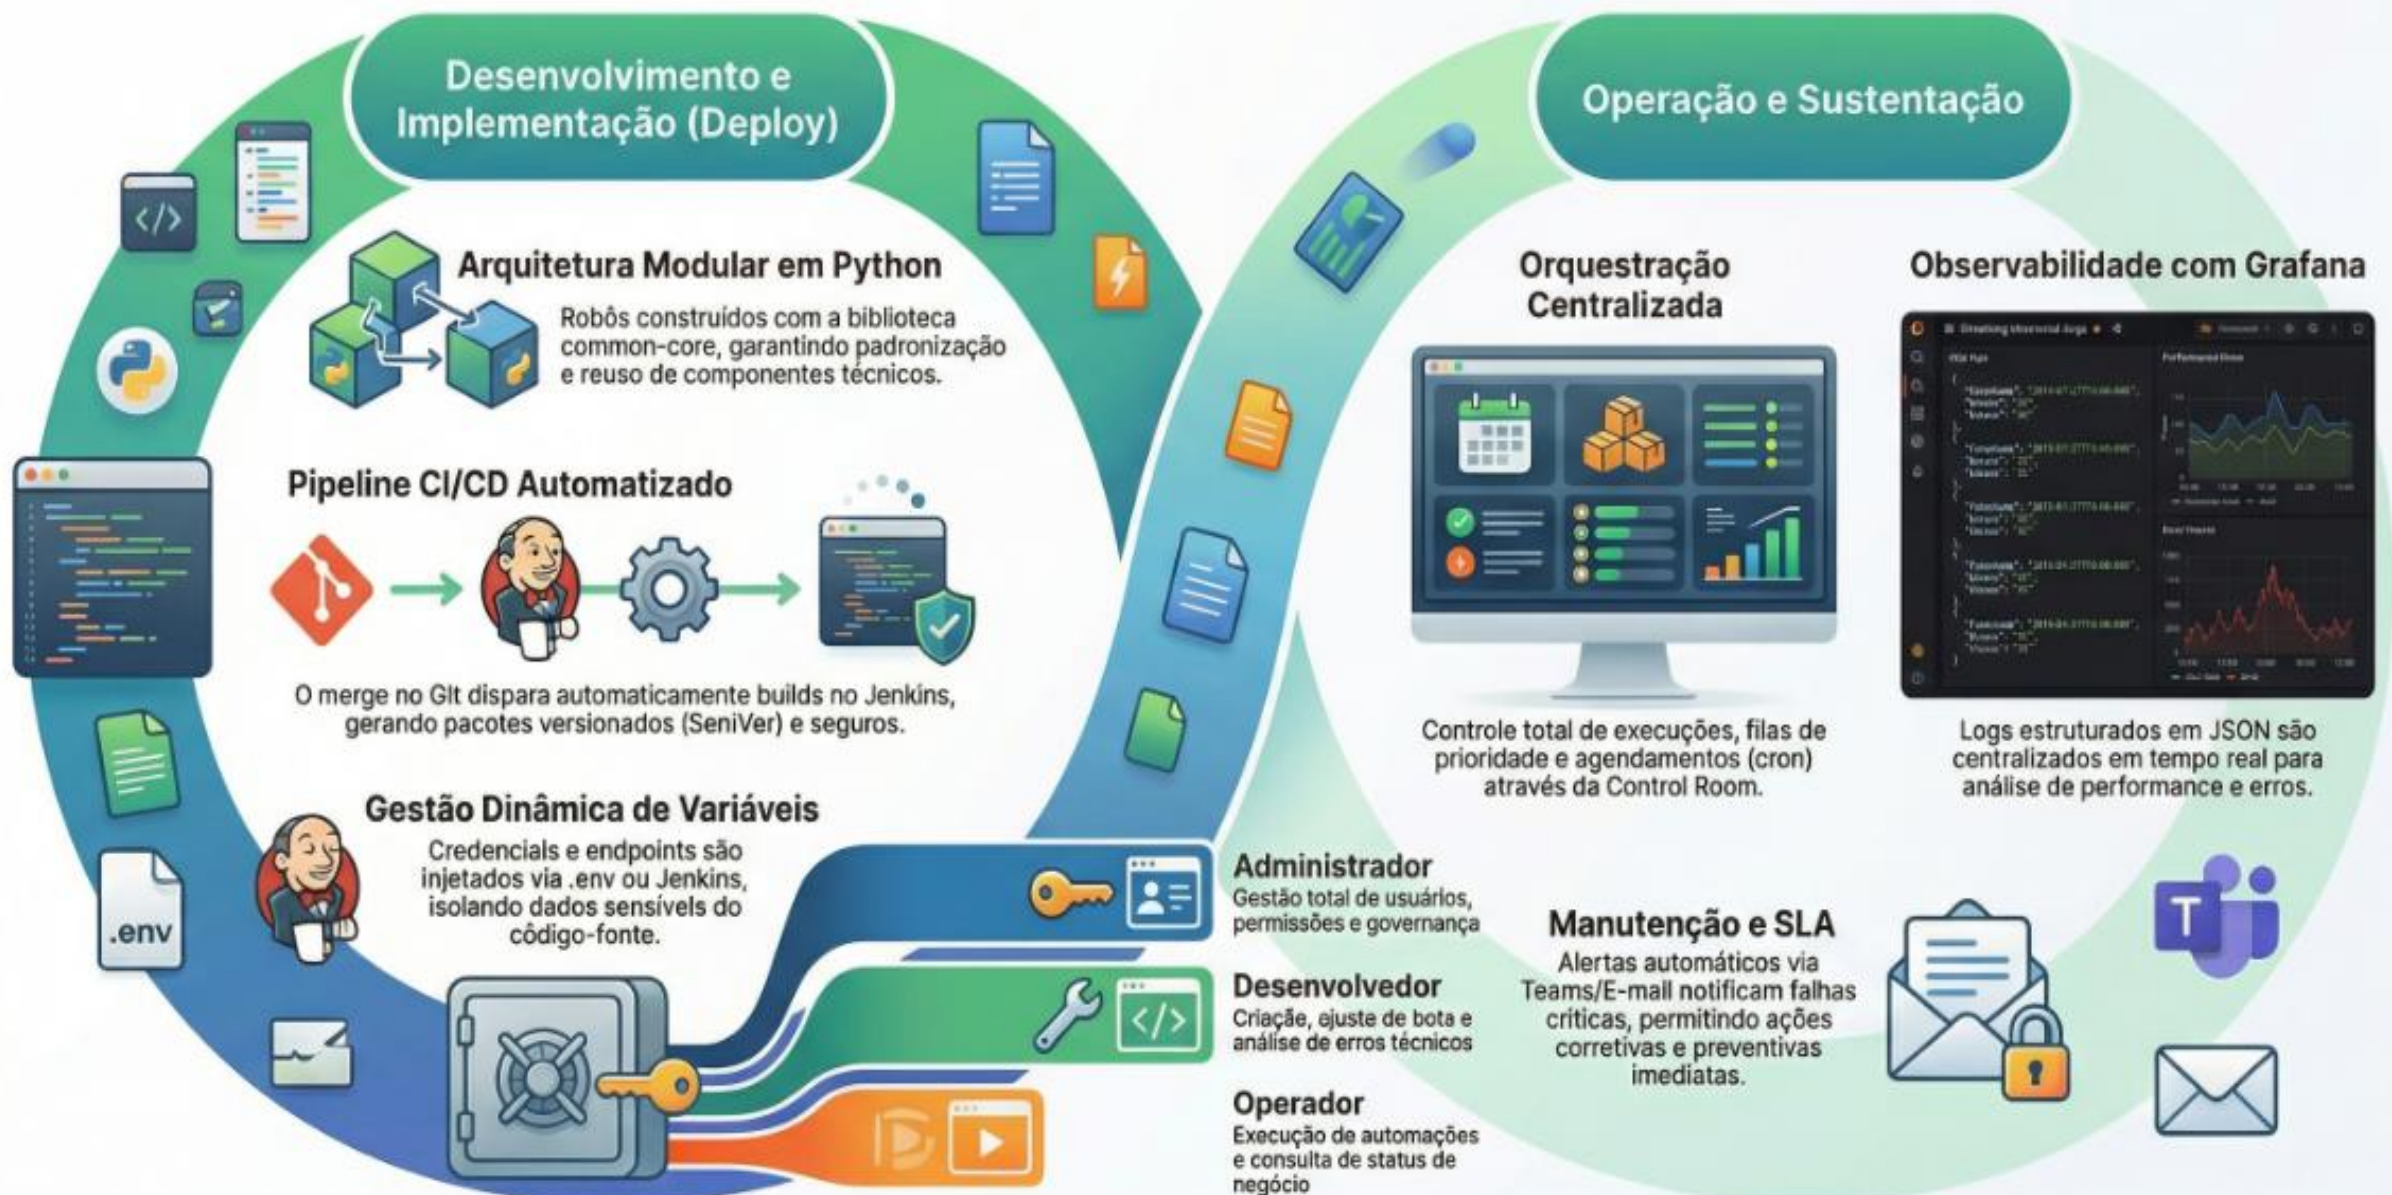 Desenvolvimento e
Implementação (Deploy)
Arquitetura Modular em Python
Robôs construídos com a biblioteca
common-core, garantindo padronização
e reuso de componentes técnicos.
Pipeline CI/CD Automatizado
O merge no GIt dispara automaticamente builds no Jenkins,
gerando pacotes versionados (SeniVer) e seguros.
Gestão Dinâmica de Variáveis
Credencials e endpoints são
injetados via .env ou Jenkins,
isolando dados sensívels do
côdigo-fonte.
.env
Administrador
Gestão total de usuários,
permissões e governança
Desenvolvedor
Criação, ajuste de bota e
análise de erros técnicos
Operador
Execução de automações
e consulta de status de
negócio
Operação e Sustentação
Orquestração
Centralizada
Controle total de execuções, filas de
prioridade e agendamentos (cron)
através da Control Room.
Observabilidade com Grafana
Logs estruturados em JSON são
centralizados em tempo real para
análise de performance e erros.
Manutenção e SLA
Alertas automáticos via
Teams/E-mall notificam falhas
criticas, permitindo ações
corretivas e preventivas
imediatas.
T